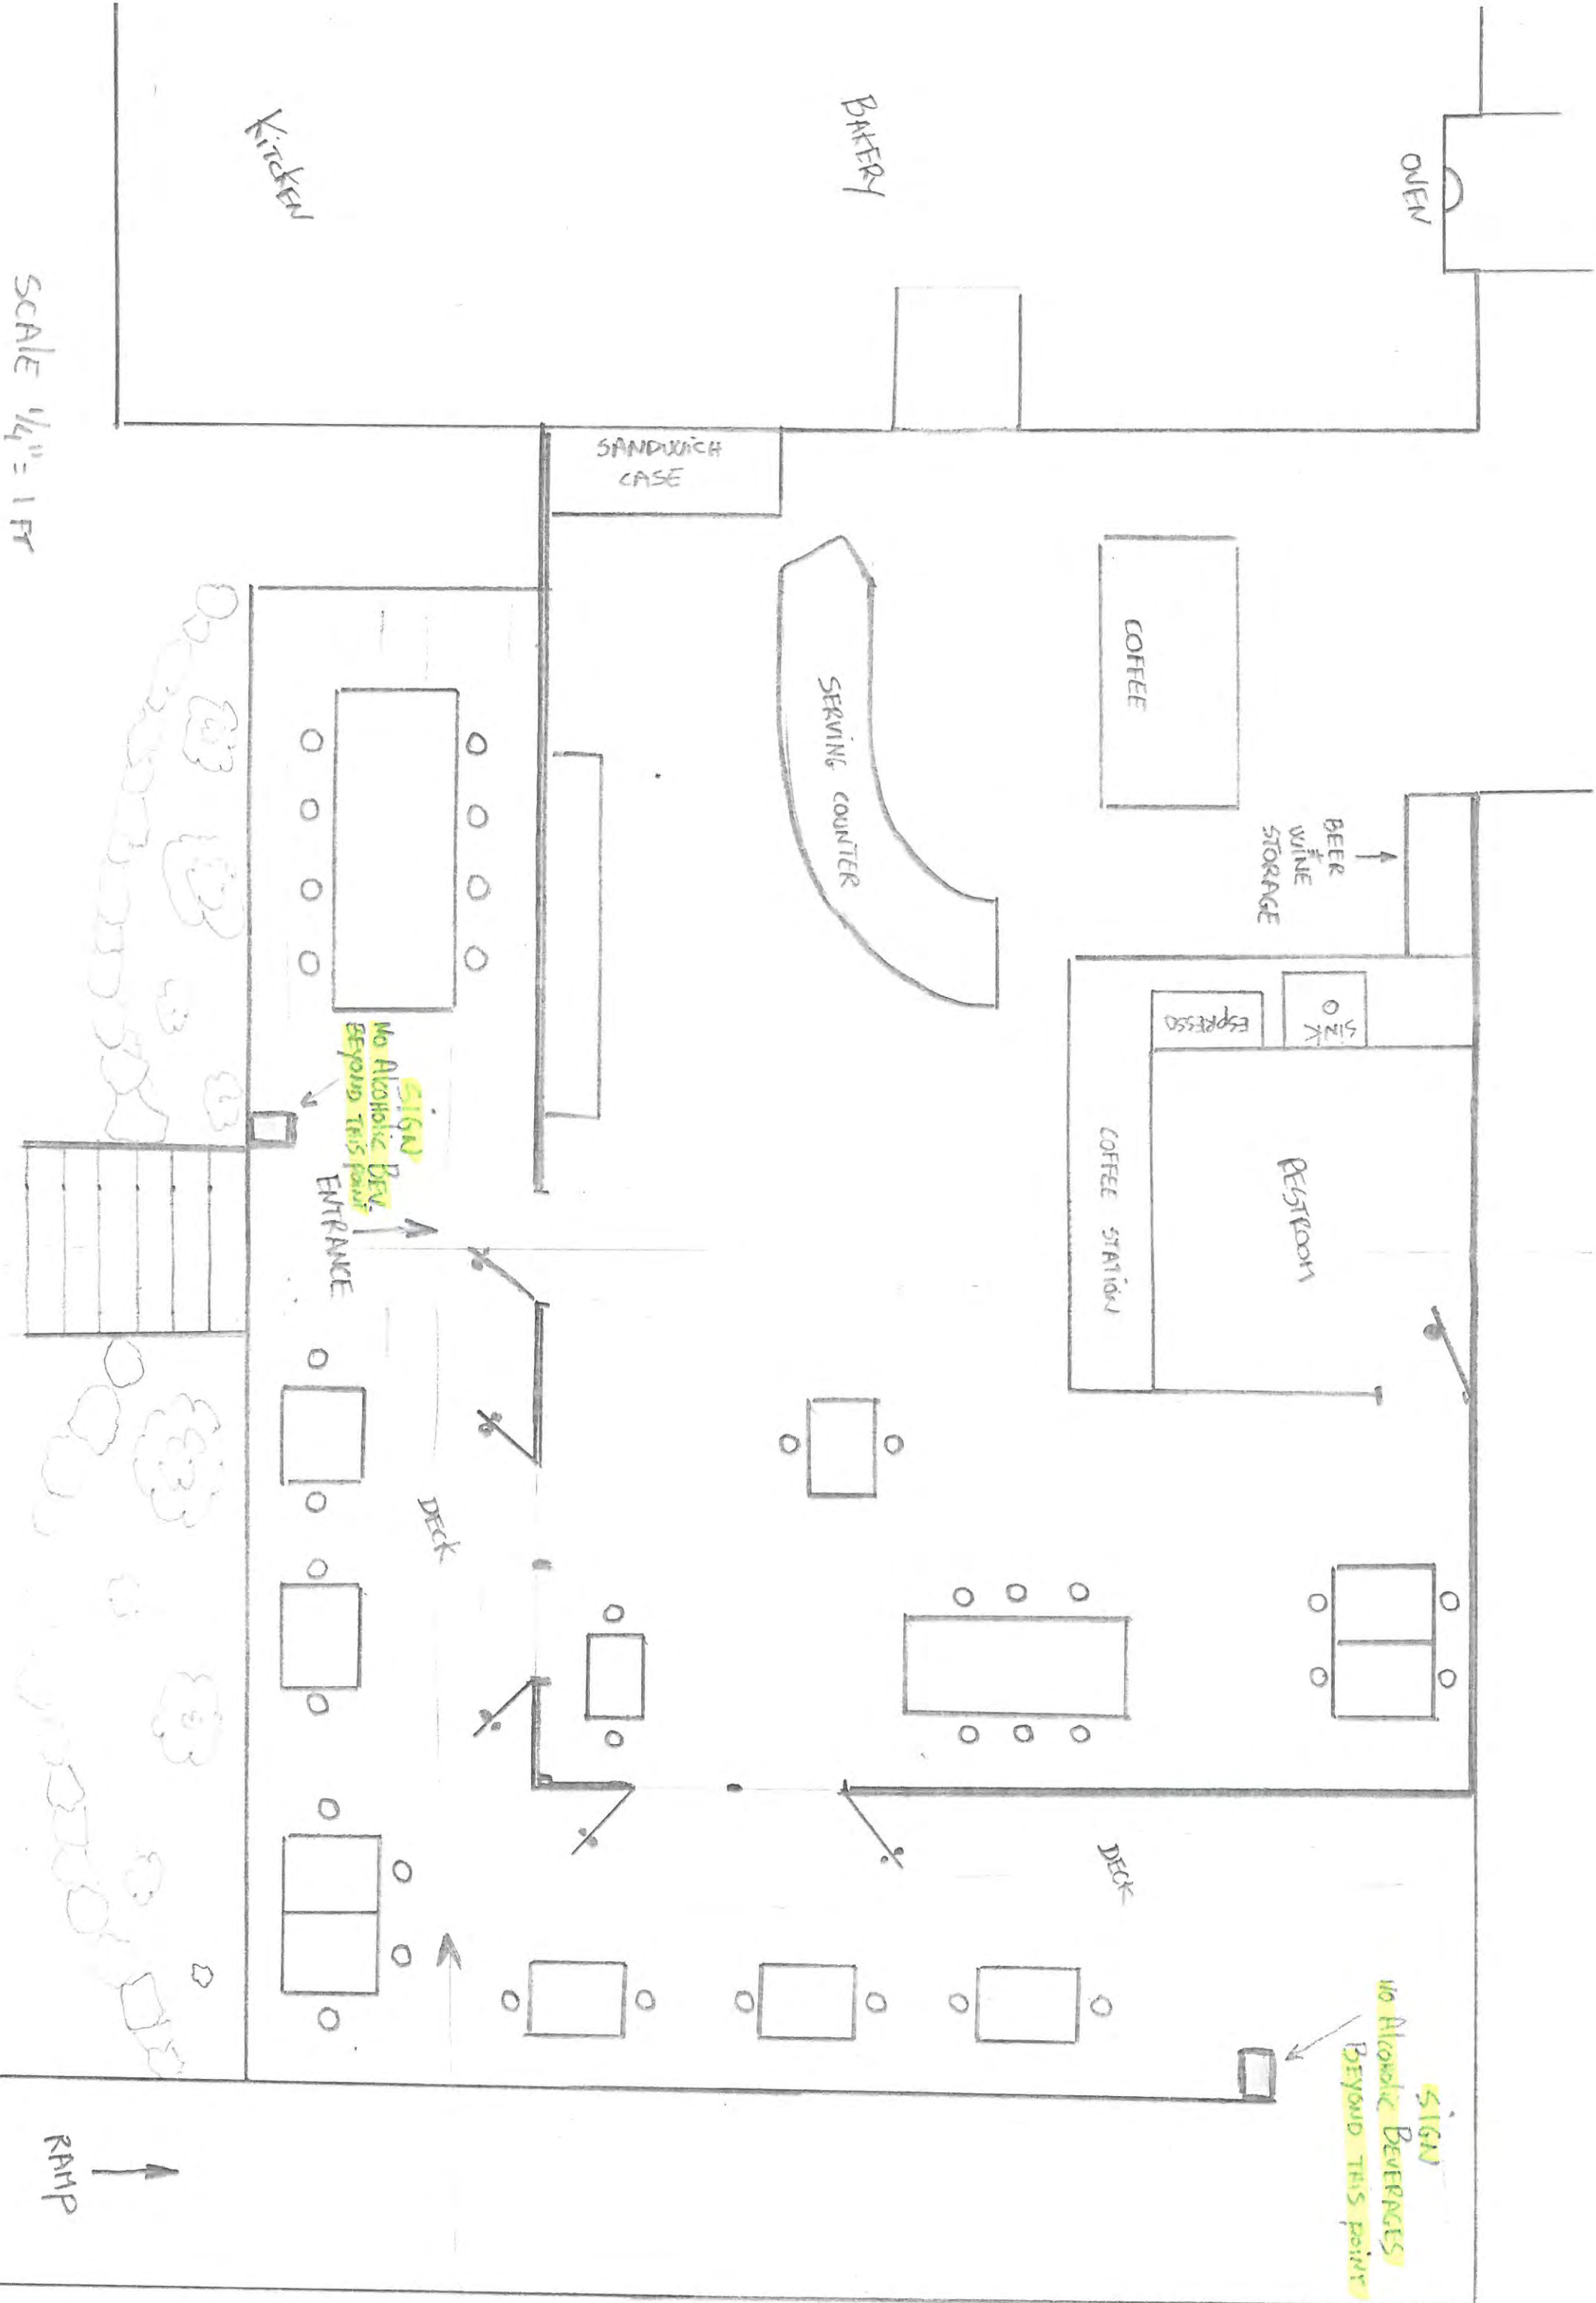 OVEN
BAKERY
KitCKEN
SCALE 1/4" = 1 FT
SANDWICH
CASE
COFFEE
SERVING COUNTER
BEER
+
WINE
STORAGE
SINK
ESPRESSO
COFFEE STATION
RESTROOM
SIGN
NO AlCOHOLiC BEV.
BEYOND THIS POINT
ENTRANCE
DECK
DECK
SIGN
NO AlCOHOLiC BEVERAGES
BEYOND THIS POINT
RAMP